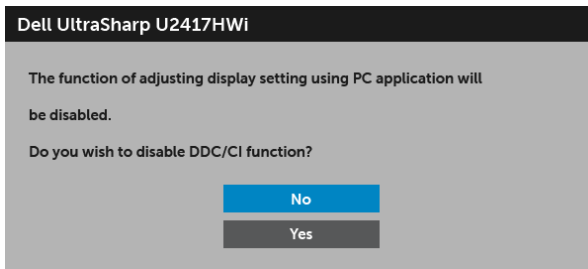 Dell UltraSharp U2417HWi
The function of adjusting display setting using PC application will
be disabled.
Do you wish to disable DDC/CI function?
No
Yes